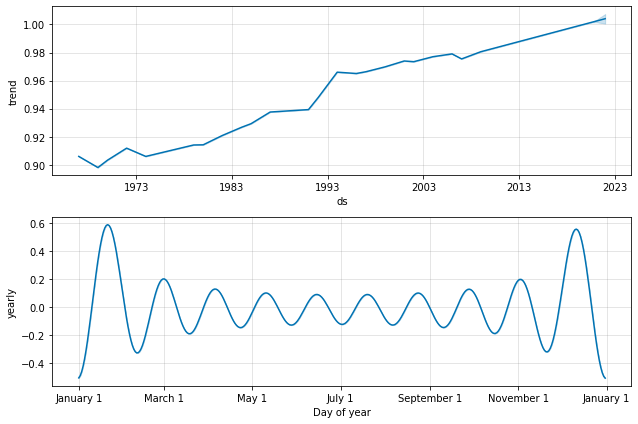 1.00
0.98
0.96
0.94
0.92
0.90
trend
1973 1983 1993 2003 2013 2023
ds
0.6
0.4
0.2
0.0
−0.2
−0.4
yearly
January 1 March 1 May 1 July 1 September 1 November 1 January 1
Day of year